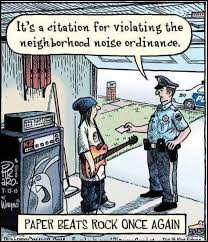 It's a citation for violating the
neighborhood noise ordinance.
PAPER BEATS ROCK ONCE AGAIN